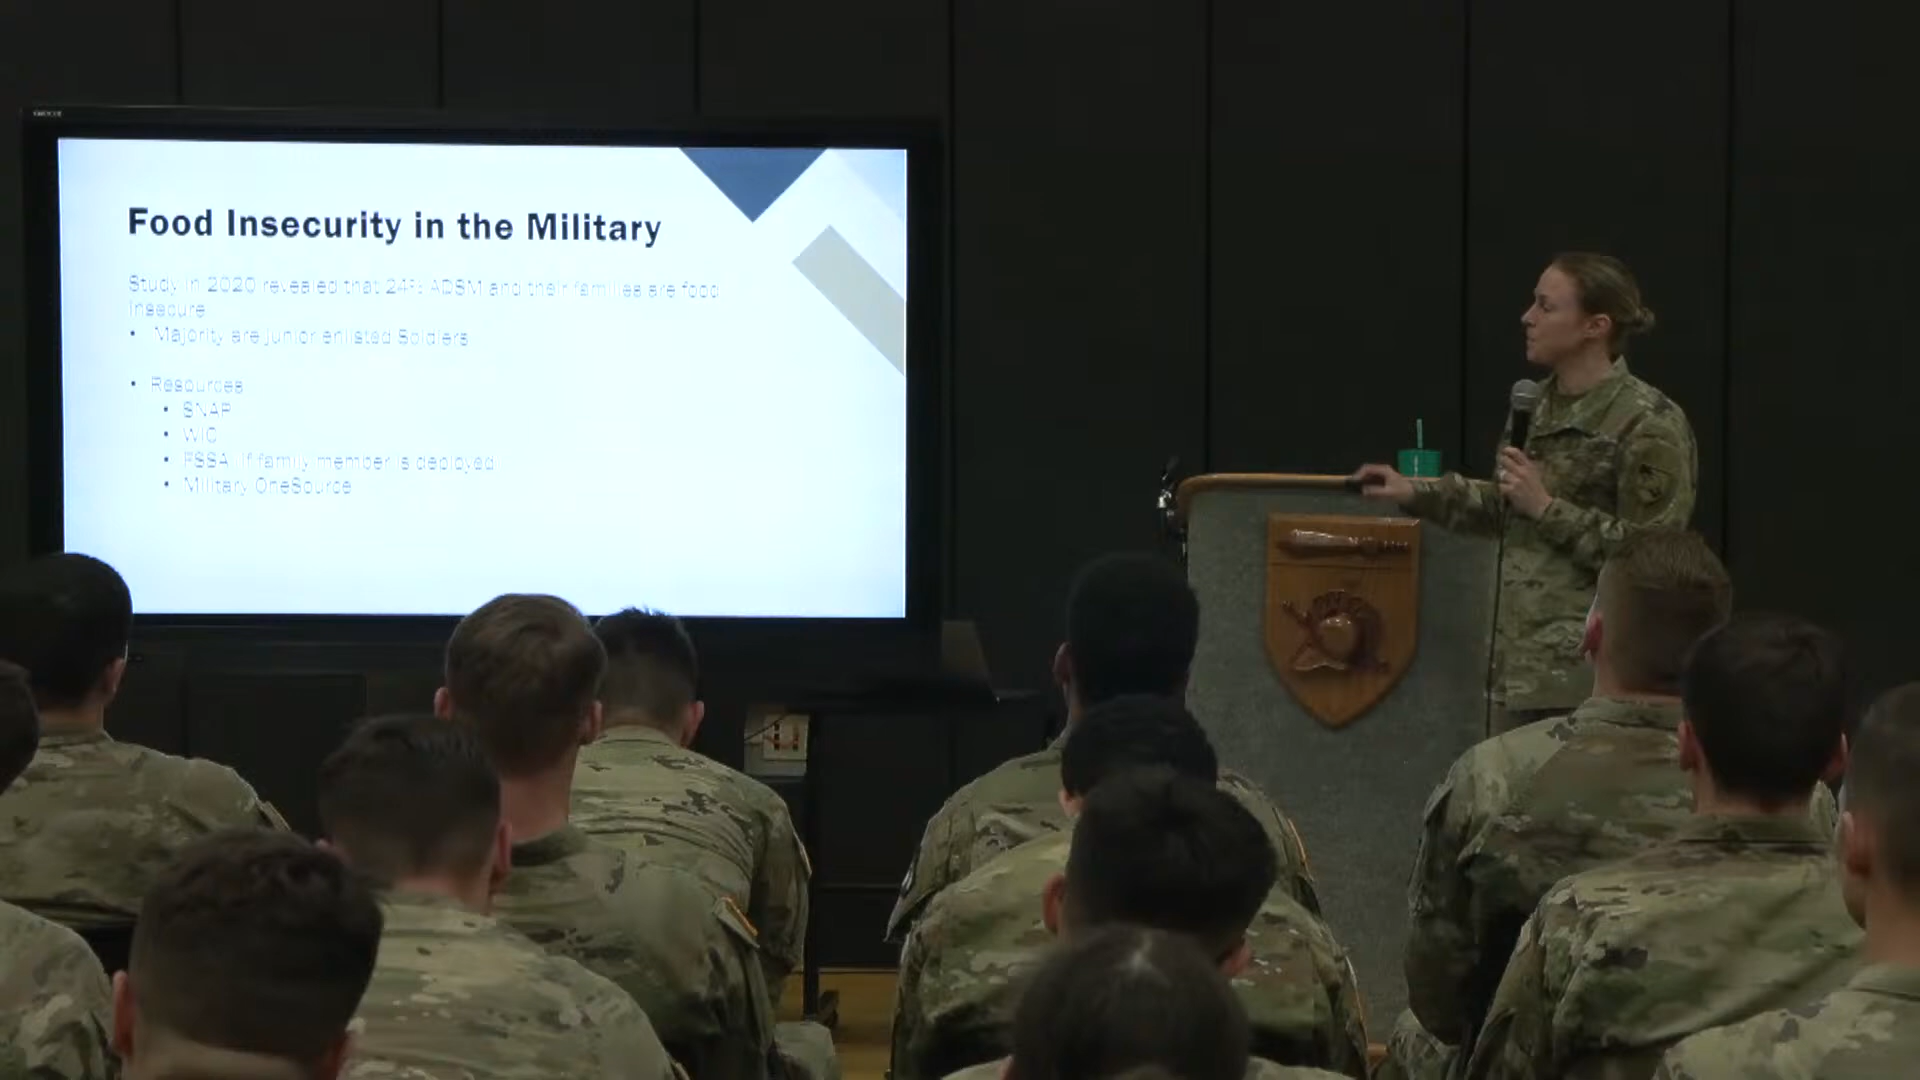 Food Insecurity in the Military
Study in 2020 revealed that 24% ADSM and their families are food
insecure
• Majority are junior enlisted Soldiers
• Resources
• SNAP
• WIC
• FSSA if family member is deployed
• Military OneSource